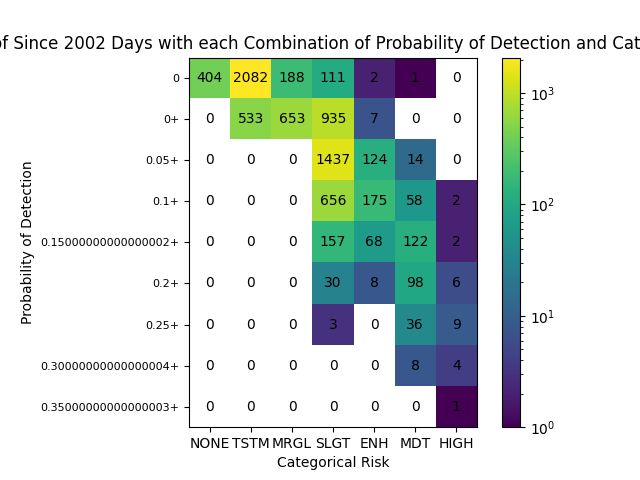 of Since 2002 Days with each Combination of Probability of Detection and Cat
0 404 2082 188 111 2 1 0
0+ 0 533 653 935 7 0 0
0.05+ 0 0 0 1437 124 14 0
0.1+ 0 0 0 656 175 58 2
0.15000000000000002+ 0 0 0 157 68 122 2
0.2+ 0 0 0 30 8 98 6
0.25+ 0 0 0 3 0 36 9
0.30000000000000004+ 0 0 0 0 0 8 4
0.35000000000000003+ 0 0 0 0 0 0 1
NONE TSTM MRGL SLGT ENH MDT HIGH
Categorical Risk
Probability of Detection
10³
10²
10¹
10⁰